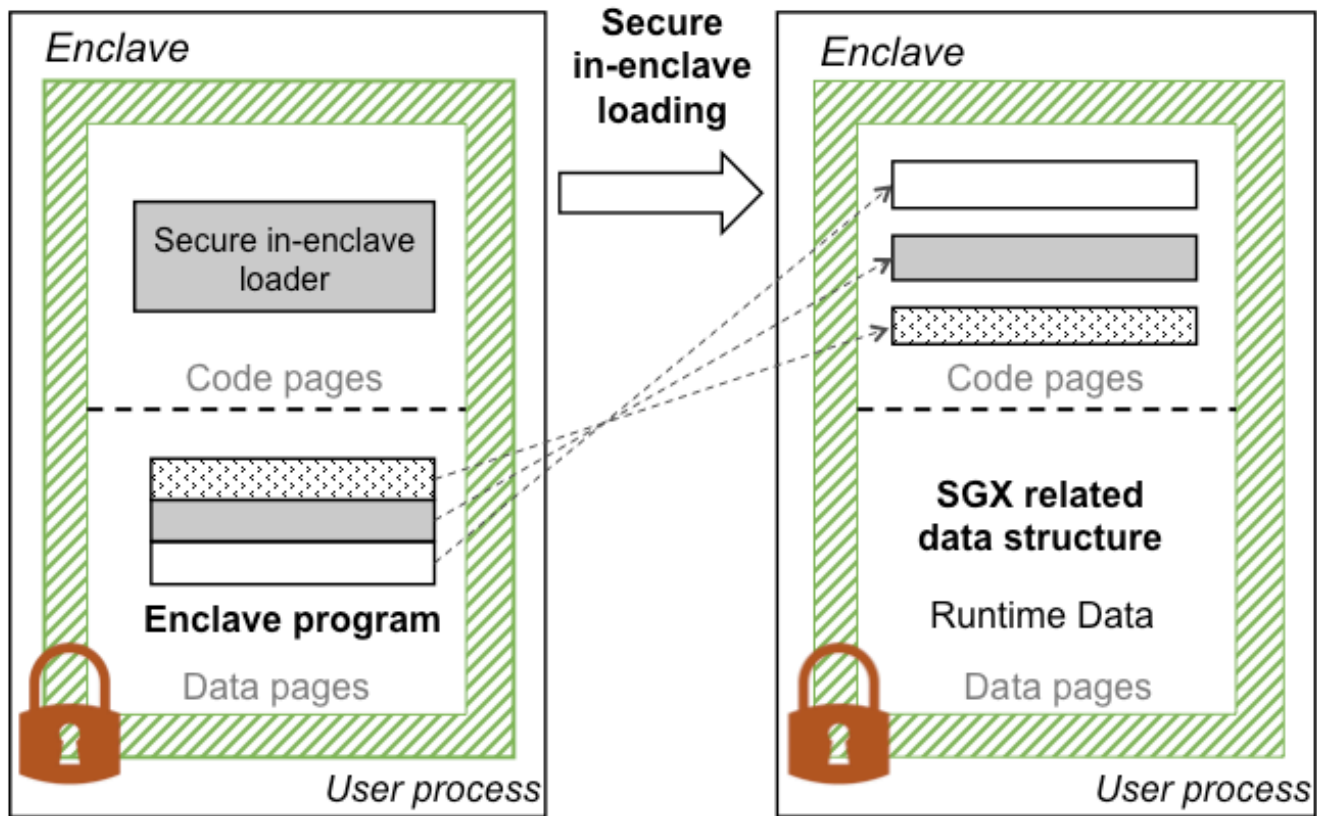 Enclave
Secure in-enclave
loader
Code pages
Enclave program
Data pages
User process
Secure
in-enclave
loading
Enclave
Code pages
SGX related
data structure
Runtime Data
Data pages
User process